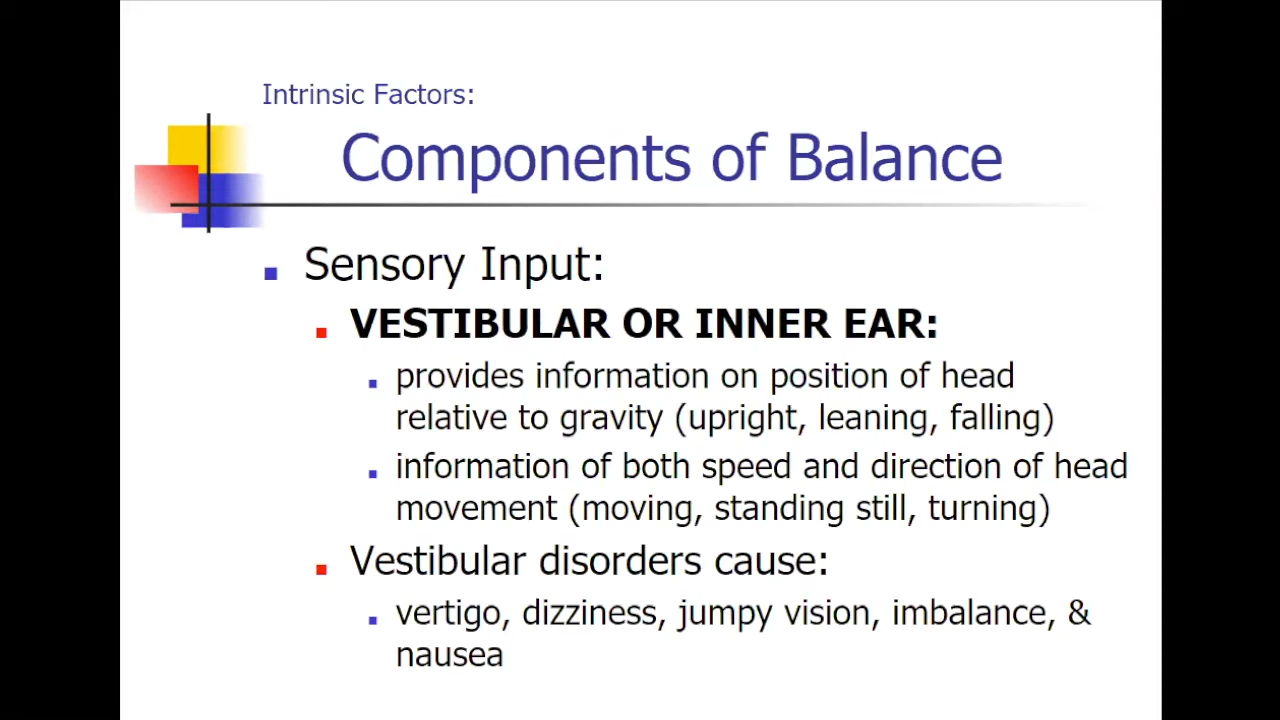 Intrinsic Factors:
Components of Balance
Sensory Input:
VESTIBULAR OR INNER EAR:
provides information on position of head
relative to gravity (upright, leaning, falling)
information of both speed and direction of head
movement (moving, standing still, turning)
Vestibular disorders cause:
vertigo, dizziness, jumpy vision, imbalance, &
nausea